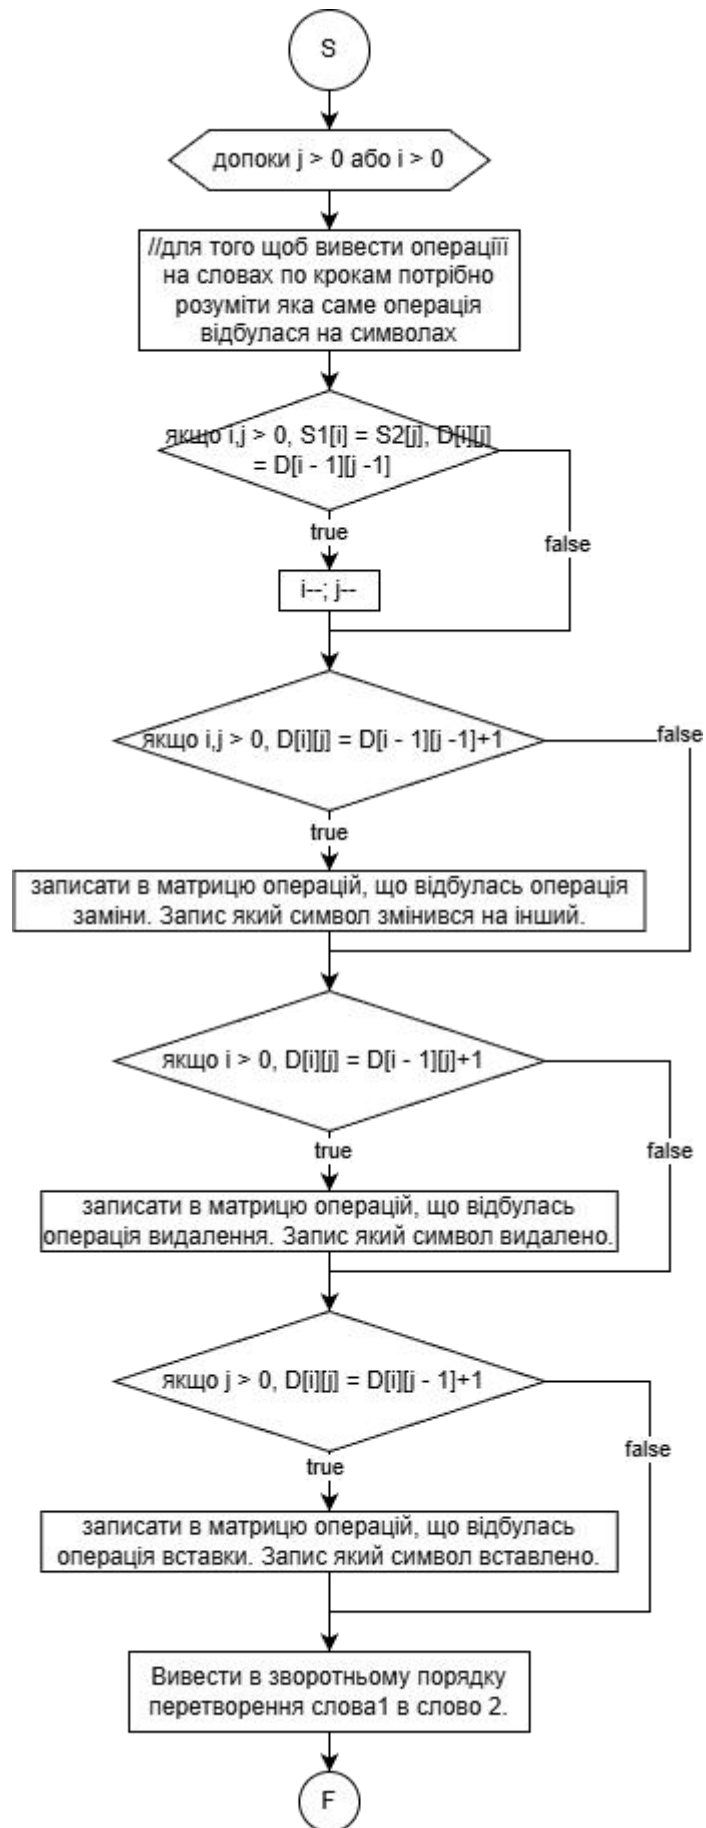 S
допоки j > 0 або i > 0
//для того щоб вивести операціїї
на словах по крокам потрібно
розуміти яка саме операція
відбулася на символах
якщо i,j > 0, S1[i] = S2[j], D[i][j]
= D[i - 1][j -1]
true
false
i--; j--
якщо i,j > 0, D[i][j] = D[i - 1][j -1]+1
false
true
записати в матрицю операцій, що відбулась операція
заміни. Запис який символ змінився на інший.
якщо i > 0, D[i][j] = D[i - 1][j]+1
true
false
записати в матрицю операцій, що відбулась
операція видалення. Запис який символ видалено.
якщо j > 0, D[i][j] = D[i][j - 1]+1
false
true
записати в матрицю операцій, що відбулась
операція вставки. Запис який символ вставлено.
Вивести в зворотньому порядку
перетворення слова1 в слово 2.
F